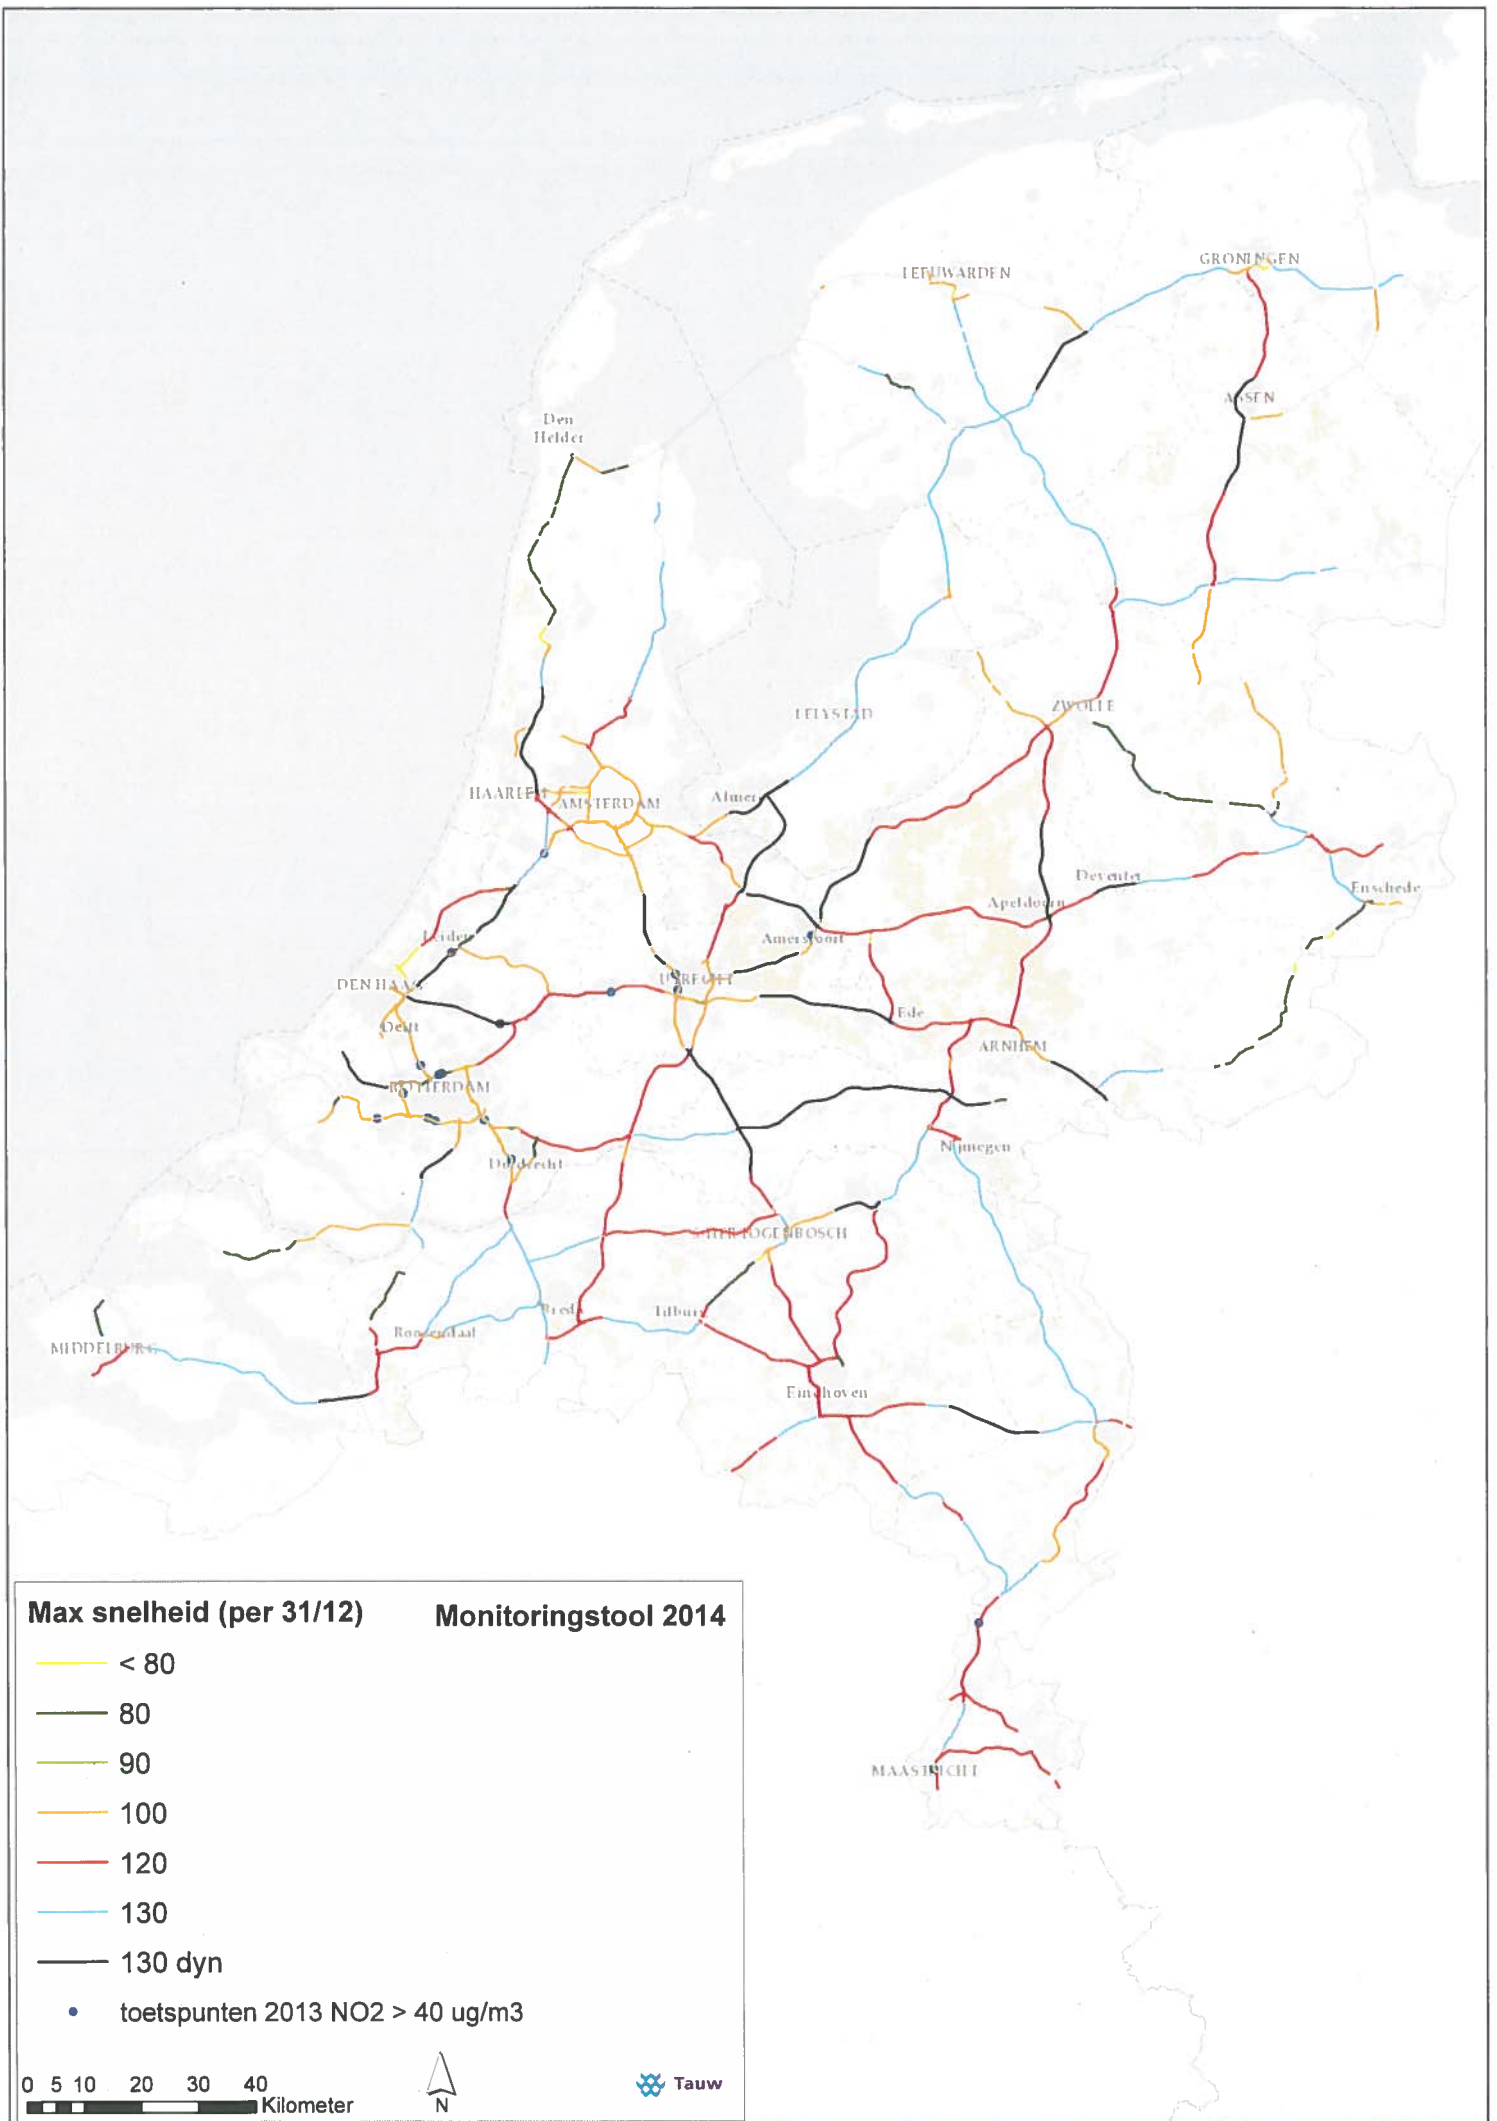 LEEUWARDEN
GRONINGEN
ASSEN
Den
Helder
ZWOLLE
LELYSTAD
HAARLEM
AMSTERDAM
Almere
Deventer
Enschede
Apeldoorn
Leiden
Amersfoort
UTRECHT
DEN HAAG
Delft
Ede
ARNHEM
ROTTERDAM
Nijmegen
Dordrecht
'S-HERTOGENBOSCH
Breda
Tilburg
Roosendaal
MIDDELBURG
Eindhoven
MAASTRICHT
Max snelheid (per 31/12) Monitoringstool 2014
< 80
80
90
100
120
130
130 dyn
toetspunten 2013 NO2 > 40 ug/m3
0 5 10 20 30 40
Kilometer
N
Tauw